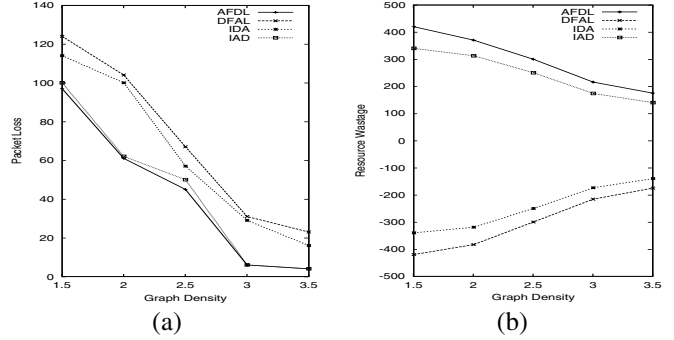 140
120
100
80
60
40
20
0
Packet Loss
1.5 2 2.5 3 3.5
Graph Density
AFDL
DFAL
IDA
IAD
(a)
500
400
300
200
100
0
-100
-200
-300
-400
-500
Resource Wastage
1.5 2 2.5 3 3.5
Graph Density
AFDL
DFAL
IDA
IAD
(b)